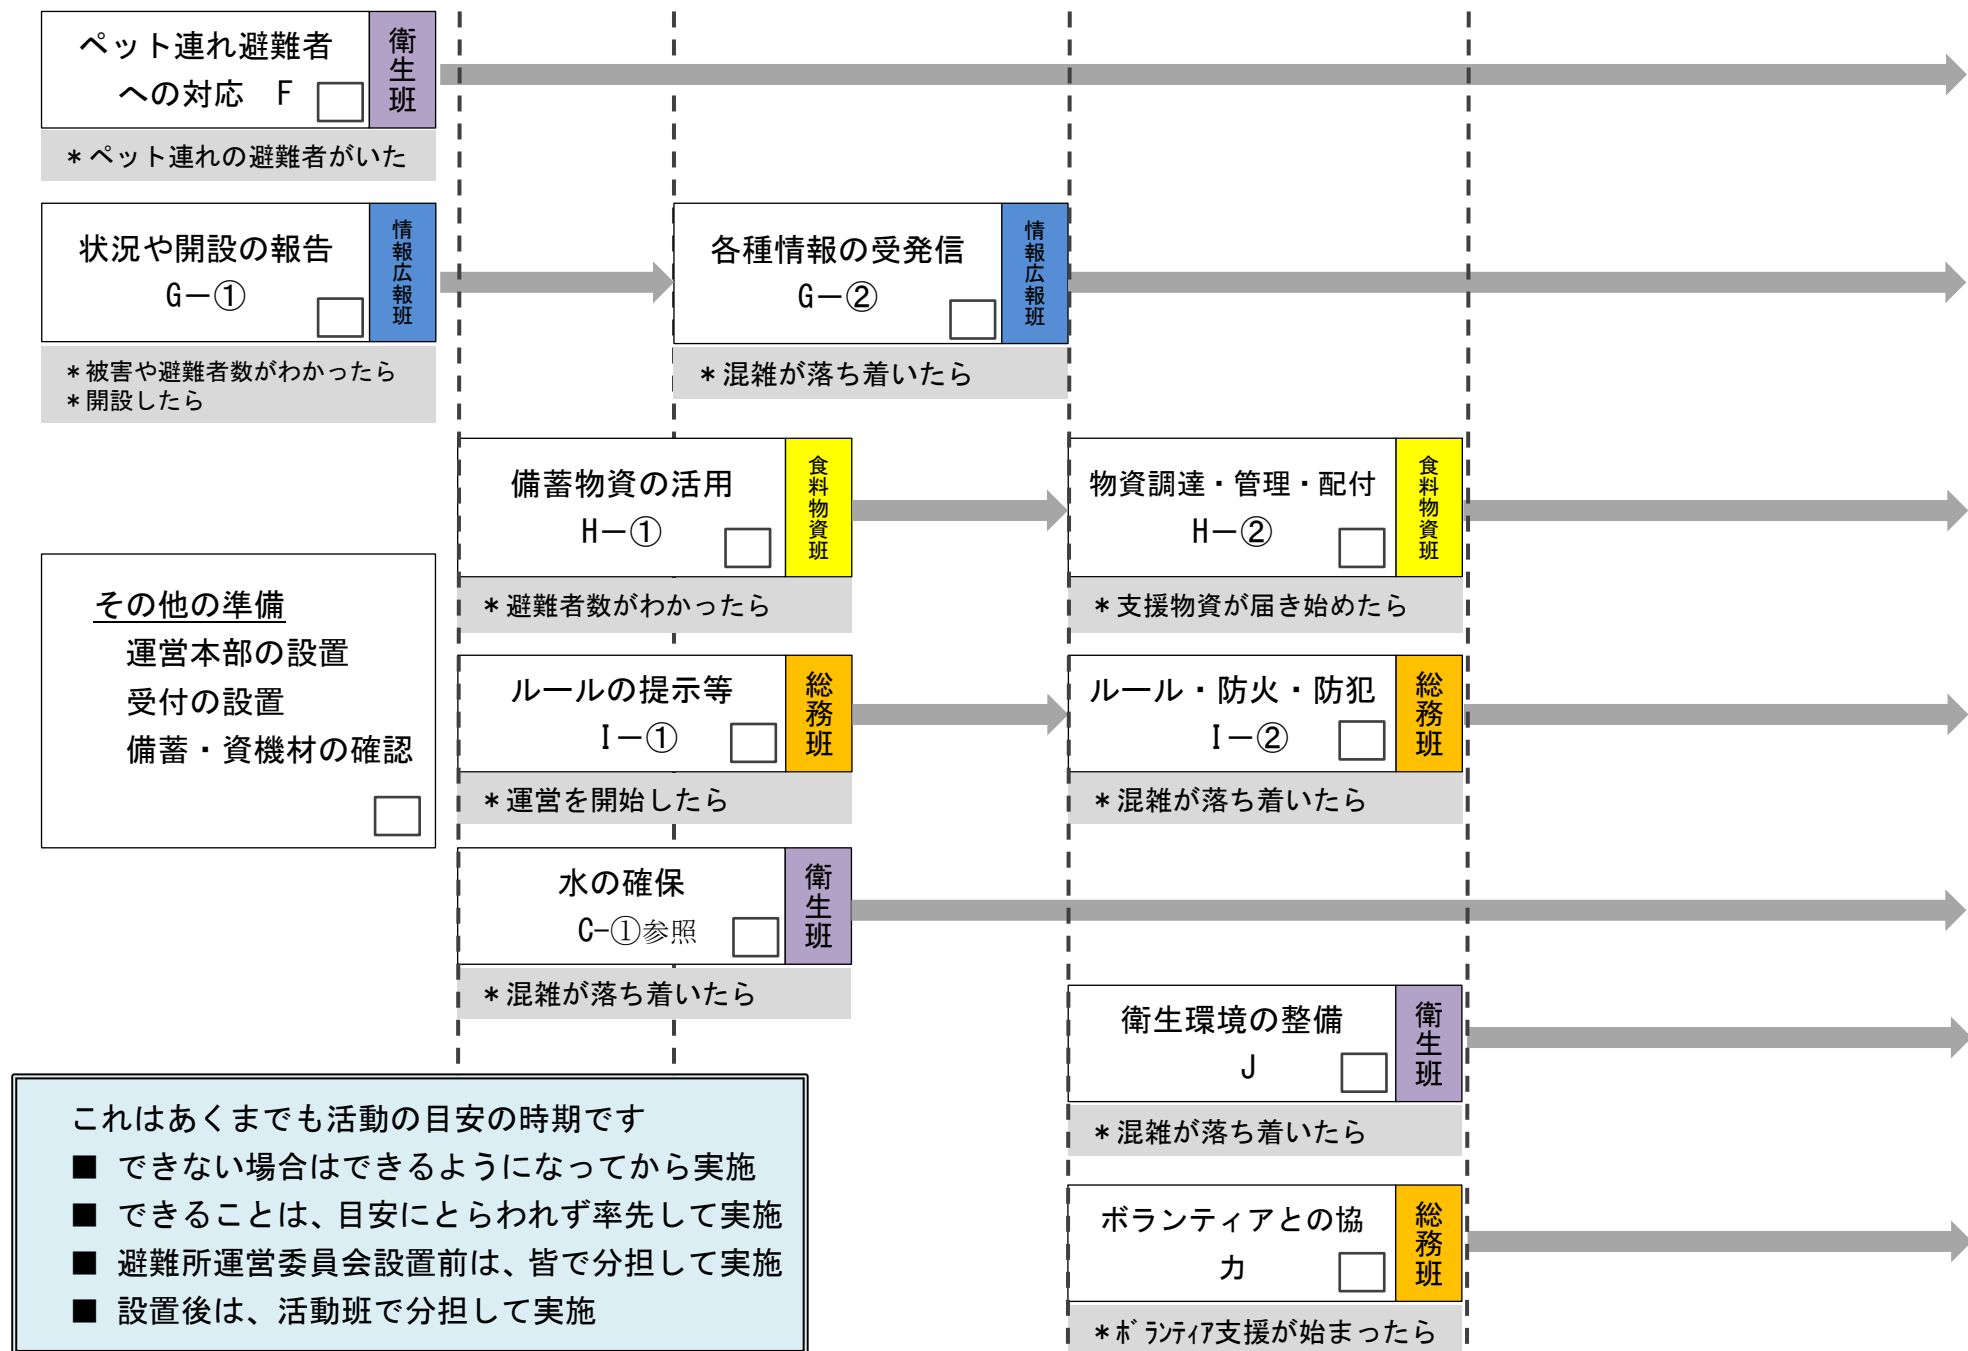 ペット連れ避難者
への対応　F
衛生班
＊ペット連れの避難者がいた
状況や開設の報告
G－①
情報広報班
＊被害や避難者数がわかったら
＊開設したら
各種情報の受発信
G－②
情報広報班
＊混雑が落ち着いたら
備蓄物資の活用
H－①
食料物資班
＊避難者数がわかったら
物資調達・管理・配付
H－②
食料物資班
＊支援物資が届き始めたら
その他の準備
運営本部の設置
受付の設置
備蓄・資機材の確認
ルールの提示等
I－①
総務班
＊運営を開始したら
ルール・防火・防犯
I－②
総務班
＊混雑が落ち着いたら
水の確保
C-①参照
衛生班
＊混雑が落ち着いたら
衛生環境の整備
J
衛生班
＊混雑が落ち着いたら
ボランティアとの協
力
総務班
＊ﾎﾞﾗﾝﾃｨｱ支援が始まったら
これはあくまでも活動の目安の時期です
■ できない場合はできるようになってから実施
■ できることは、目安にとらわれず率先して実施
■ 避難所運営委員会設置前は、皆で分担して実施
■ 設置後は、活動班で分担して実施